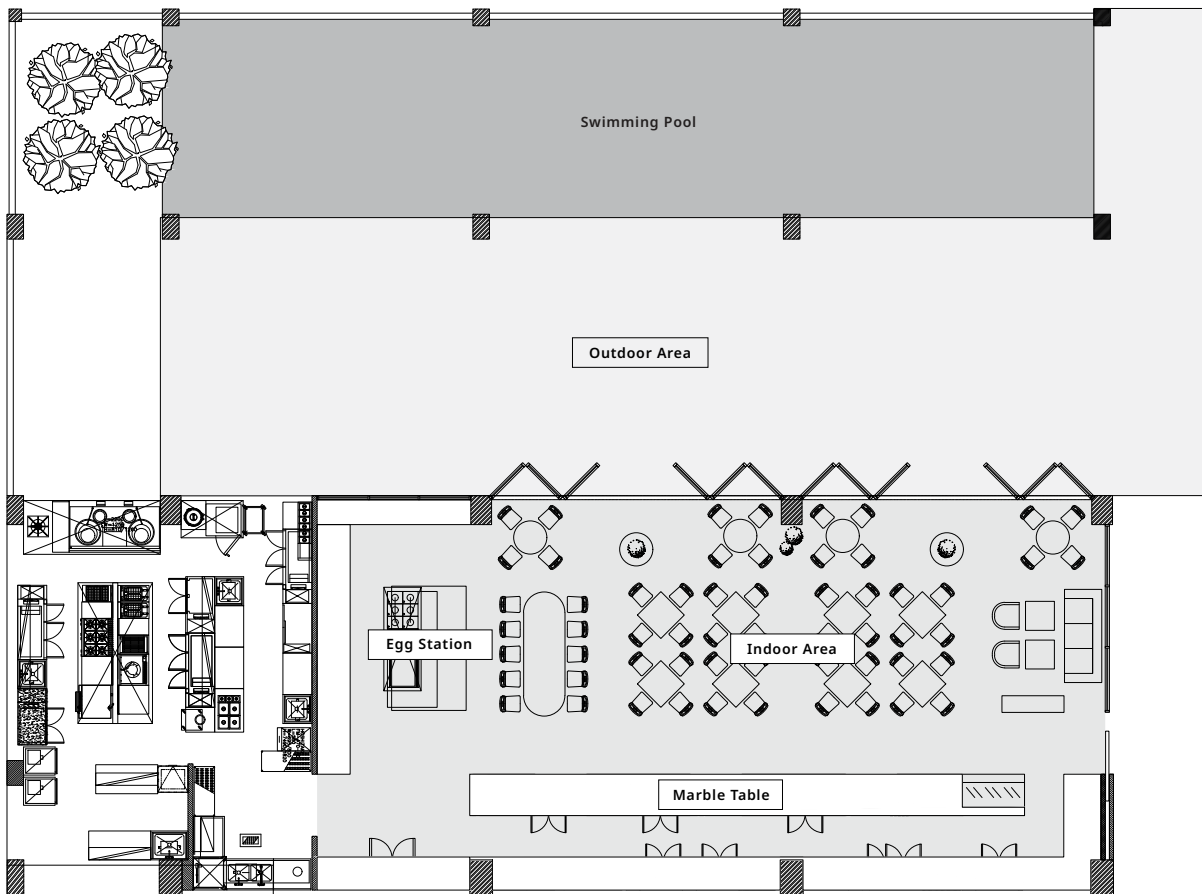 Swimming Pool
Outdoor Area
Egg Station
Indoor Area
Marble Table